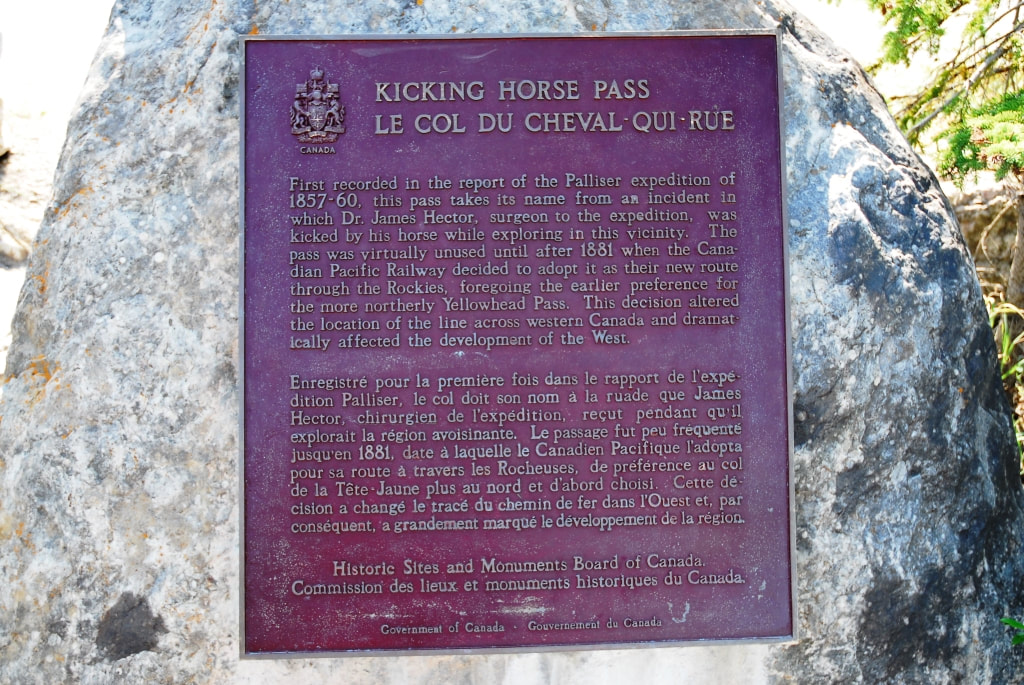 CANADA
KICKING HORSE PASS
LE COL DU CHEVAL-QUI-RUE
First recorded in the report of the Palliser expedition of
1857-60, this pass takes its name from an incident in
which Dr. James Hector, surgeon to the expedition, was
kicked by his horse while exploring in this vicinity. The
pass was virtually unused until after 1881 when the Cana-
dian Pacific Railway decided to adopt it as their new route
through the Rockies, foregoing the earlier preference for
the more northerly Yellowhead Pass. This decision altered
the location of the line across western Canada and dramat-
ically affected the development of the West.
Enregistré pour la première fois dans le rapport de l'expé-
dition Palliser, le col doit son nom à la ruade que James
Hector, chirurgien de l'expédition, reçut pendant qu'il
explorait la région avoisinante. Le passage fut peu fréquenté
jusqu'en 1881, date à laquelle le Canadien Pacifique l'adopta
pour sa route à travers les Rocheuses, de préférence au col
de la Tête-Jaune plus au nord et d'abord choisi. Cette dé-
cision a changé le tracé du chemin de fer dans l'Ouest et, par
conséquent, a grandement marqué le développement de la région.
Historic Sites and Monuments Board of Canada.
Commission des lieux et monuments historiques du Canada.
Government of Canada - Gouvernement du Canada